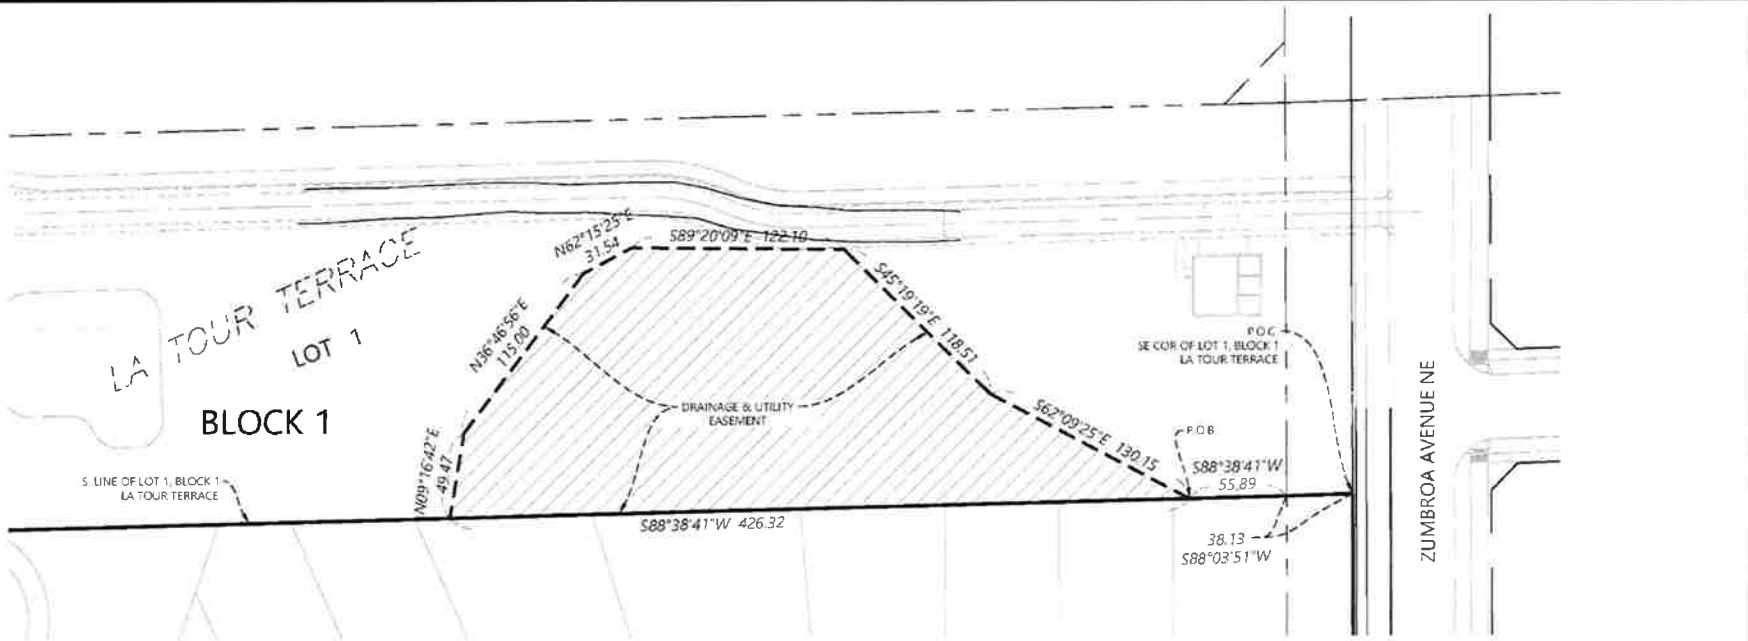 N62°15'25"E
31.54
S89°20'09"E 122.10
S45°19'19"E 118.51
LA TOUR TERRACE
LOT 1
N36°46'56"E
115.00
P.O.C.
SE COR OF LOT 1, BLOCK 1
LA TOUR TERRACE
BLOCK 1
DRAINAGE & UTILITY
EASEMENT
S62°09'25"E 130.15
P.O.B.
ZUMBROA AVENUE NE
N09°16'42"E
49.47
S. LINE OF LOT 1, BLOCK 1
LA TOUR TERRACE
S88°38'41"W
55.89
S88°38'41"W 426.32
38.13
S88°03'51"W